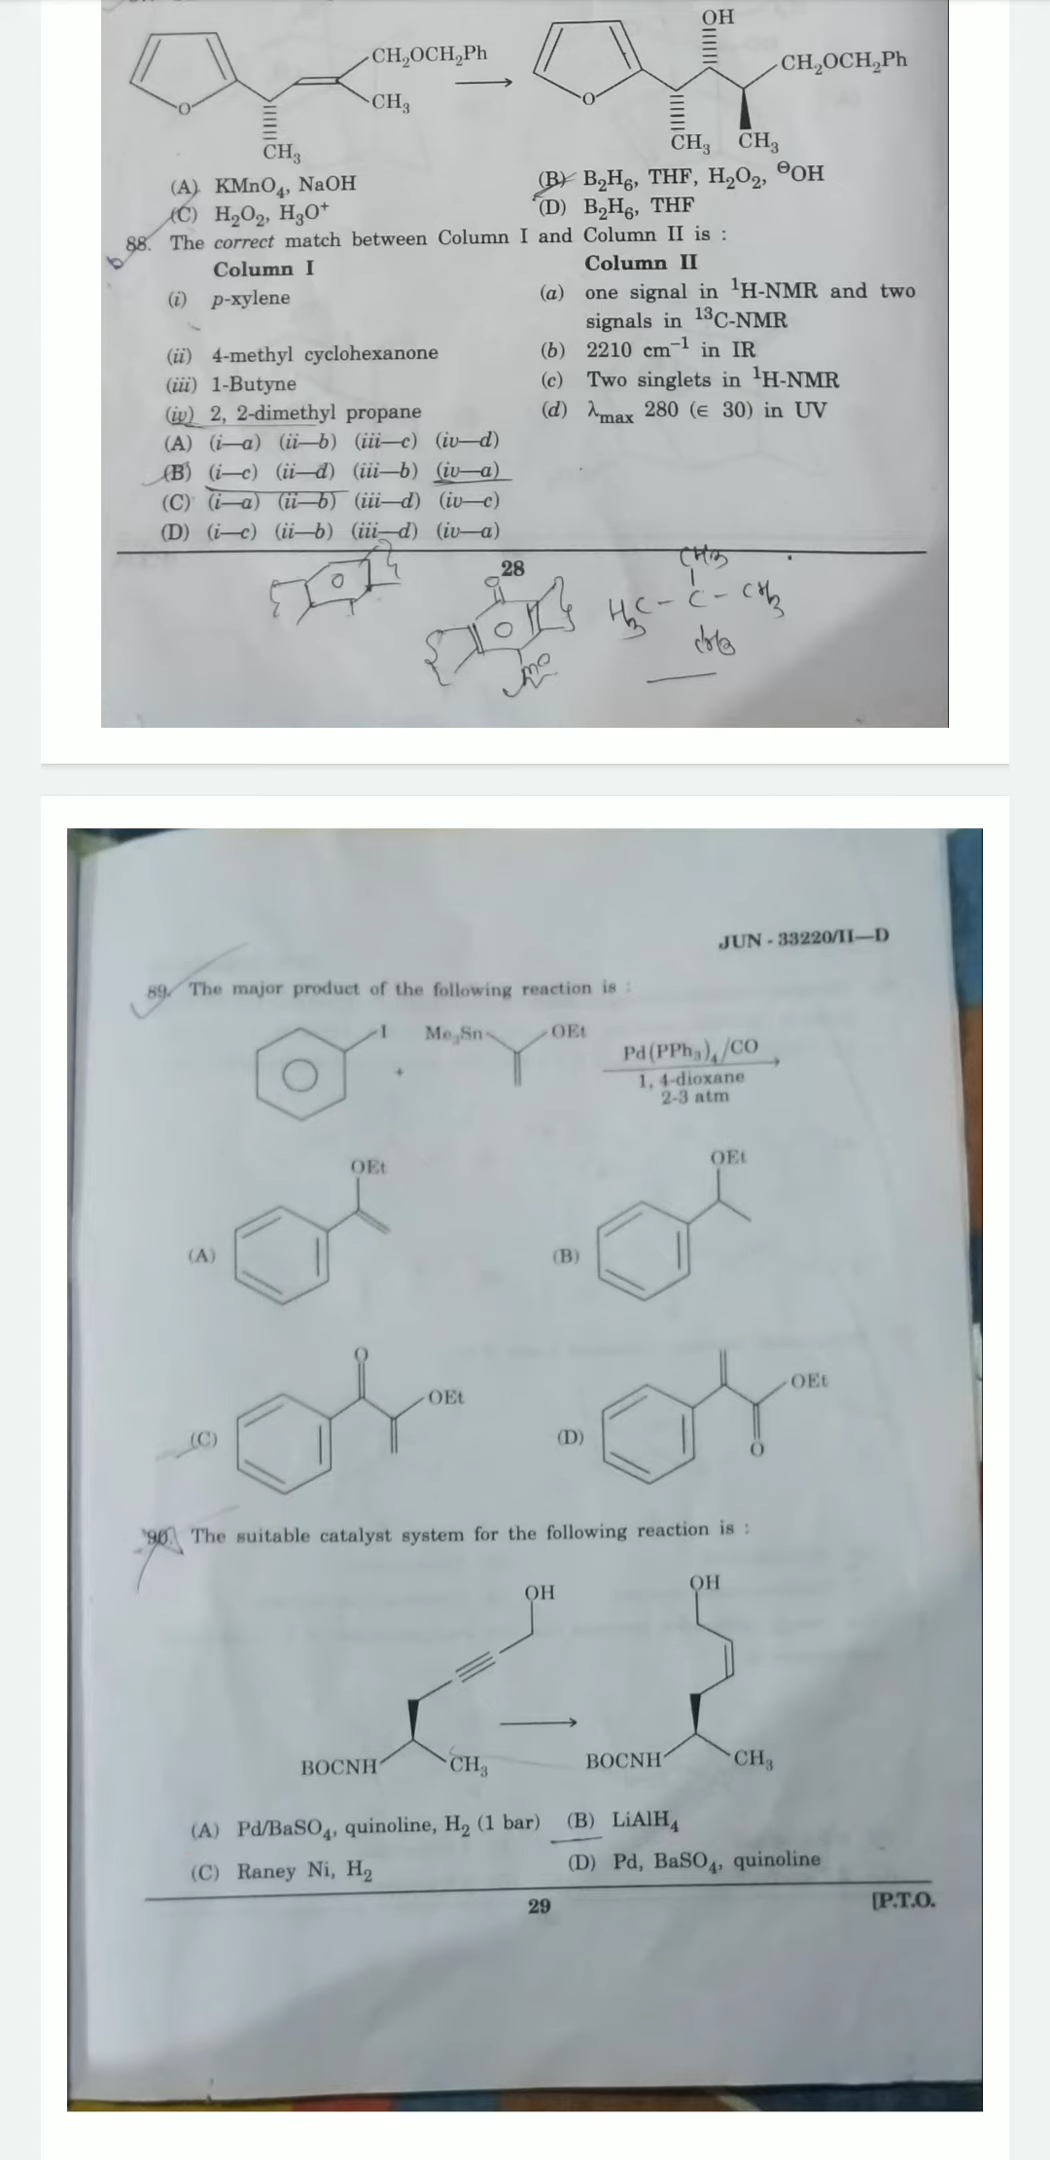 OH
CH₂OCH₂Ph
CH₂OCH₂Ph
CH₃
O
O
CH₃
CH₃ CH₃
(A) KMnO₄, NaOH (B) B₂H₆, THF, H₂O₂, ⊖OH
(C) H₂O₂, H₃O⁺ (D) B₂H₆, THF
88. The correct match between Column I and Column II is :
Column I Column II
(i) p-xylene (a) one signal in ¹H-NMR and two
signals in ¹³C-NMR
(ii) 4-methyl cyclohexanone (b) 2210 cm⁻¹ in IR
(iii) 1-Butyne (c) Two singlets in ¹H-NMR
(iv) 2, 2-dimethyl propane (d) λmax 280 (∈ 30) in UV
(A) (i—a) (ii—b) (iii—c) (iv—d)
(B) (i—c) (ii—d) (iii—b) (iv—a)
(C) (i—a) (ii—b) (iii—d) (iv—c)
(D) (i—c) (ii—b) (iii—d) (iv—a)
28
CH₃
H₃C - C - CH₃
CH₃
JUN - 33220/II—D
89. The major product of the following reaction is :
I Me₃Sn OEt
+
Pd(PPh₃)₄/CO
1, 4-dioxane
2-3 atm
OEt OEt
(A) (B)
O
OEt OEt
(C) (D)
O
90. The suitable catalyst system for the following reaction is :
OH OH
BOCNH CH₃ BOCNH CH₃
(A) Pd/BaSO₄, quinoline, H₂ (1 bar) (B) LiAlH₄
(C) Raney Ni, H₂ (D) Pd, BaSO₄, quinoline
29
[P.T.O.